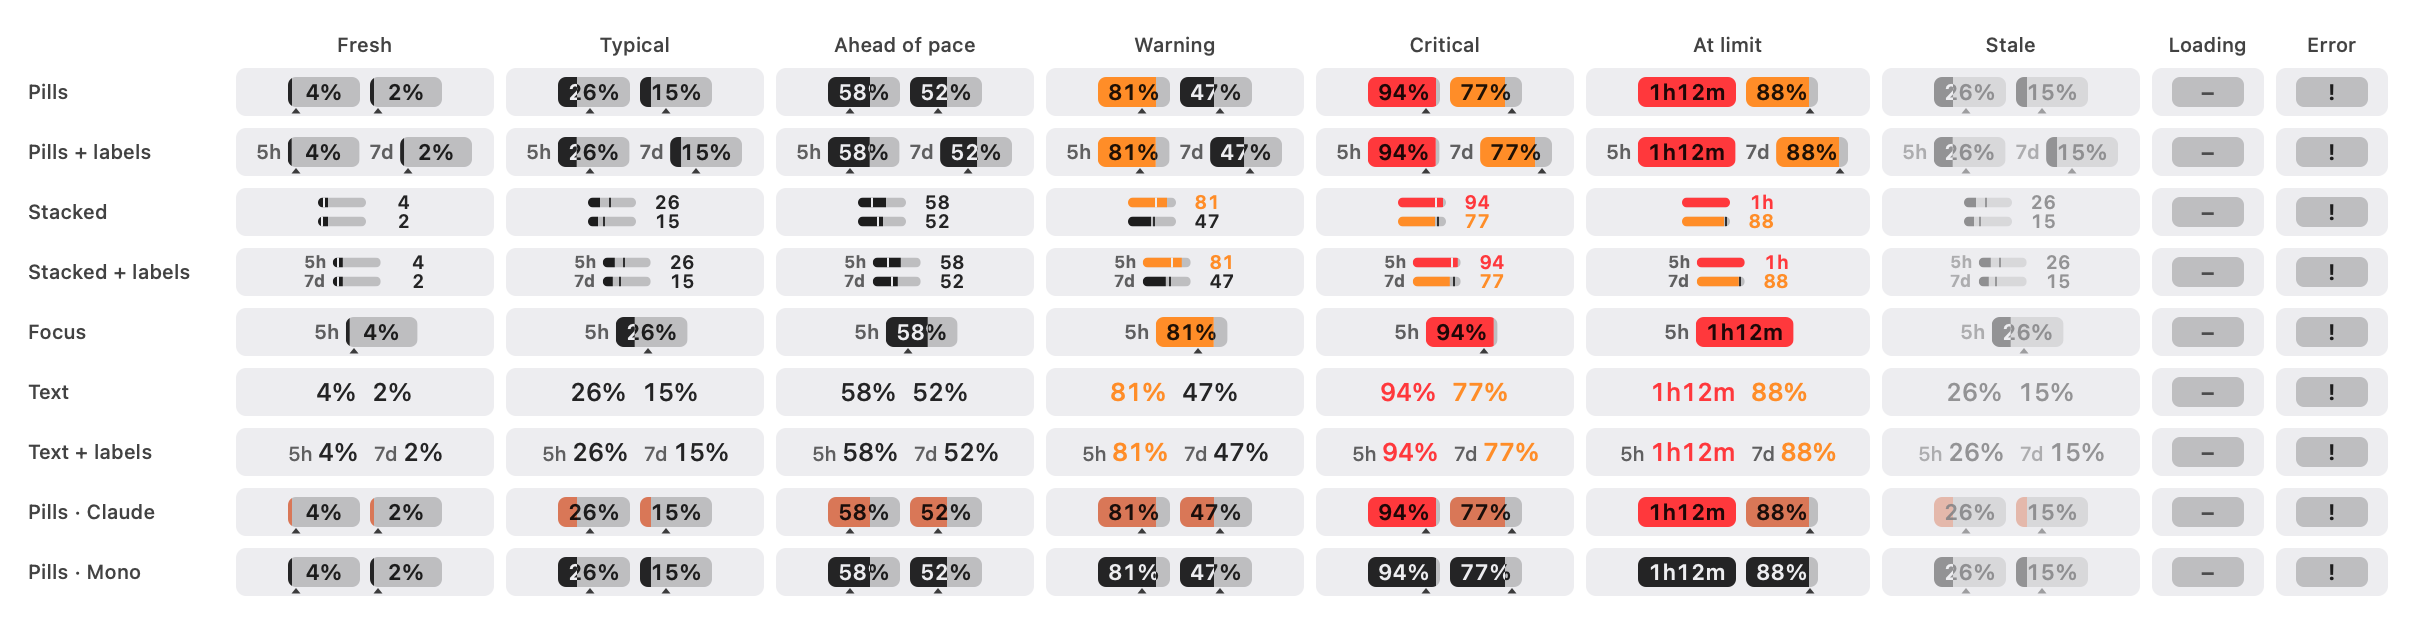 Fresh Typical Ahead of pace Warning Critical At limit Stale Loading Error
Pills 4% 2% 26% 15% 58% 52% 81% 47% 94% 77% 1h12m 88% 26% 15% – !
Pills + labels 5h 4% 7d 2% 5h 26% 7d 15% 5h 58% 7d 52% 5h 81% 7d 47% 5h 94% 7d 77% 5h 1h12m 7d 88% 5h 26% 7d 15% – !
Stacked 4 26 58 81 94 1h 26 – !
2 15 52 47 77 88 15
Stacked + labels 5h 4 5h 26 5h 58 5h 81 5h 94 5h 1h 5h 26 – !
7d 2 7d 15 7d 52 7d 47 7d 77 7d 88 7d 15
Focus 5h 4% 5h 26% 5h 58% 5h 81% 5h 94% 5h 1h12m 5h 26% – !
Text 4% 2% 26% 15% 58% 52% 81% 47% 94% 77% 1h12m 88% 26% 15% – !
Text + labels 5h 4% 7d 2% 5h 26% 7d 15% 5h 58% 7d 52% 5h 81% 7d 47% 5h 94% 7d 77% 5h 1h12m 7d 88% 5h 26% 7d 15% – !
Pills · Claude 4% 2% 26% 15% 58% 52% 81% 47% 94% 77% 1h12m 88% 26% 15% – !
Pills · Mono 4% 2% 26% 15% 58% 52% 81% 47% 94% 77% 1h12m 88% 26% 15% – !